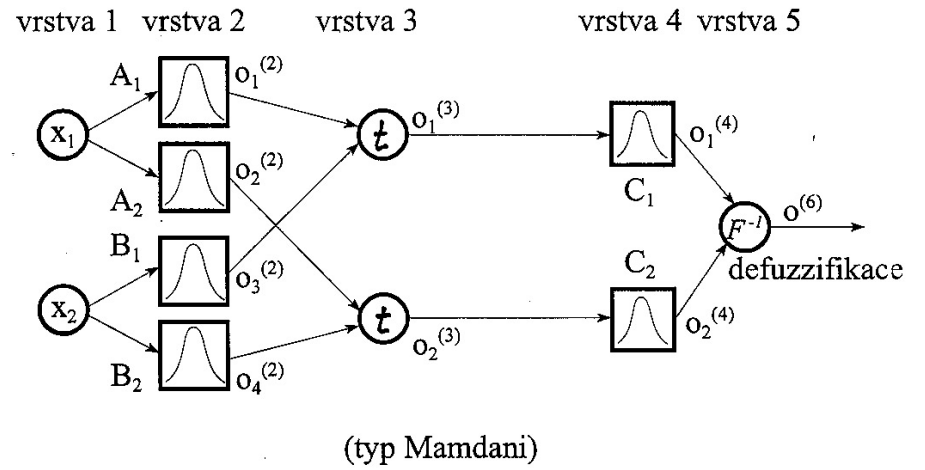 vrstva 1 vrstva 2 vrstva 3 vrstva 4 vrstva 5
A₁ o₁⁽²⁾
x₁ t o₁⁽³⁾ o₁⁽⁴⁾
A₂ o₂⁽²⁾
C₁
B₁ o₃⁽²⁾
F⁻¹ o⁽⁶⁾
C₂ defuzzifikace
x₂ t o₂⁽³⁾ o₂⁽⁴⁾
B₂ o₄⁽²⁾
(typ Mamdani)